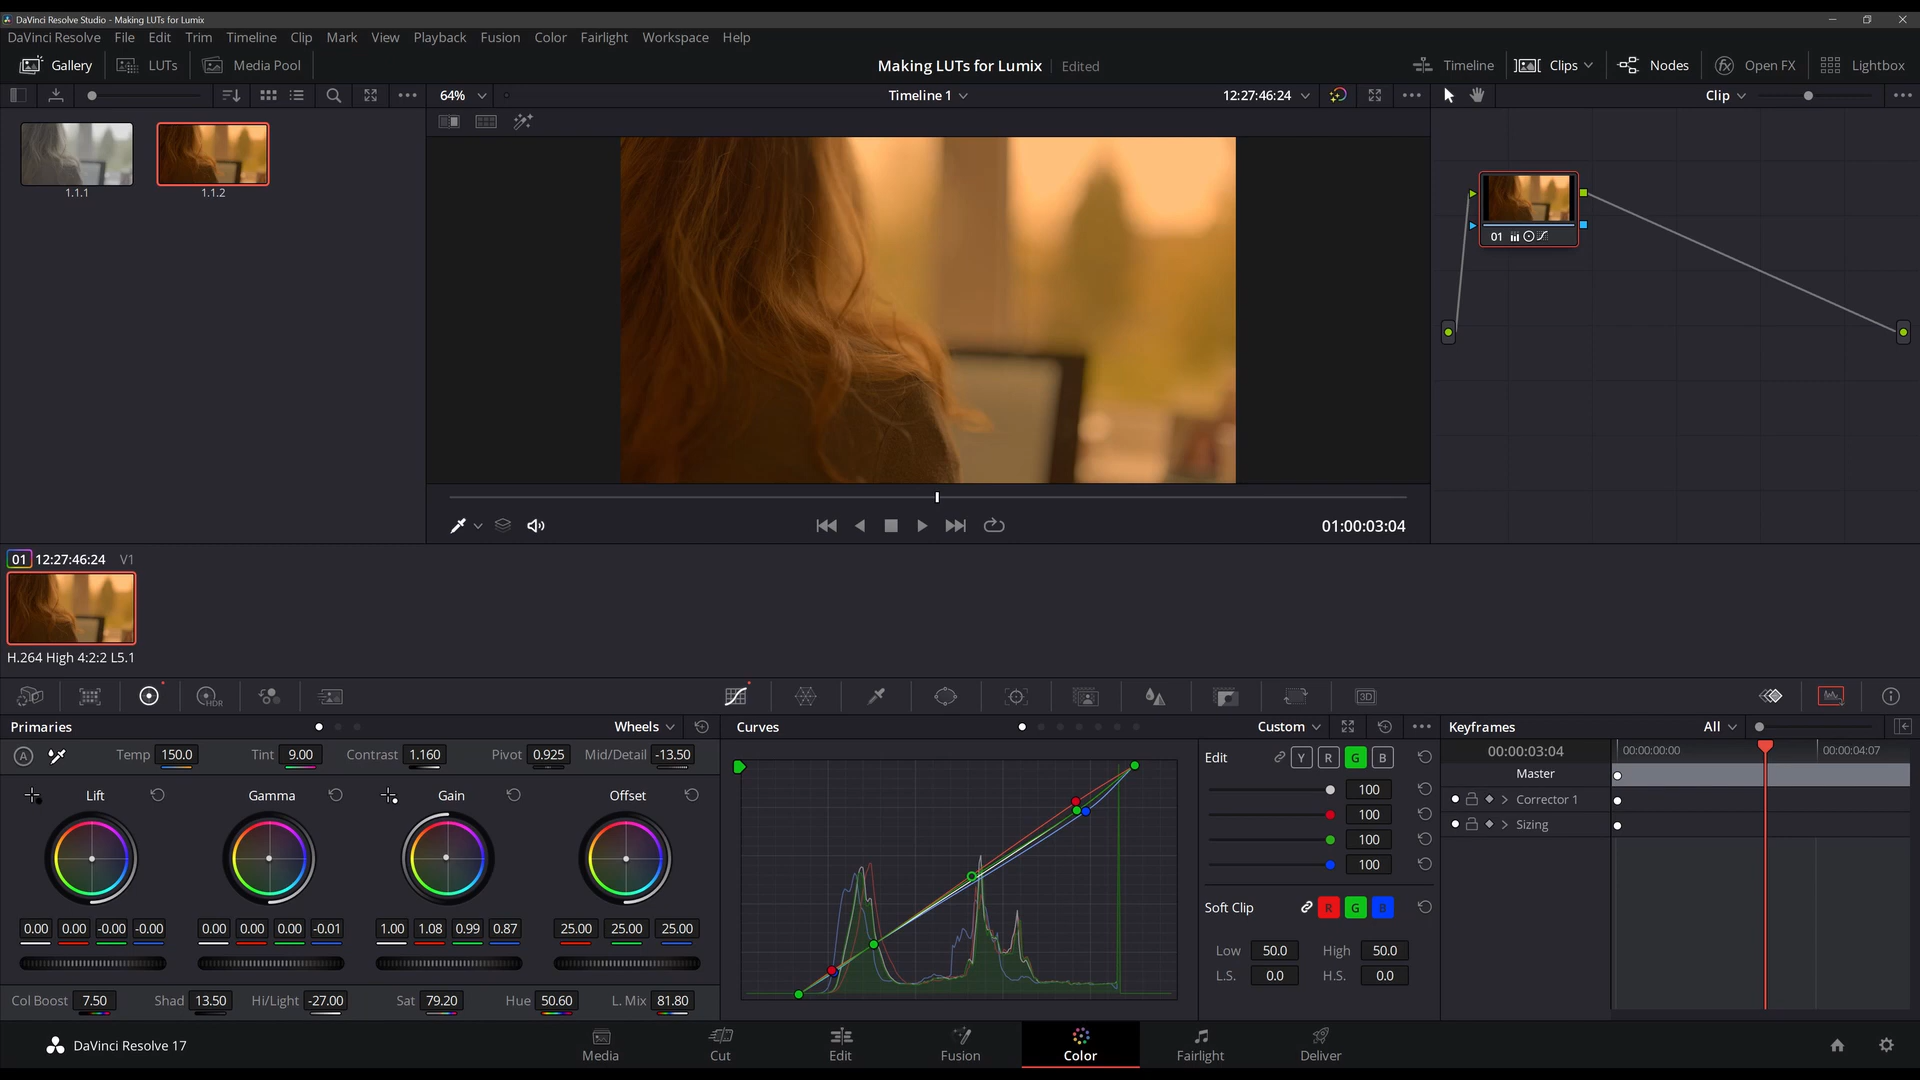 DaVinci Resolve Studio - Making LUTs for Lumix
DaVinci Resolve File Edit Trim Timeline Clip Mark View Playback Fusion Color Fairlight Workspace Help
Gallery LUTs Media Pool Making LUTs for Lumix Edited Timeline Clips Nodes Open FX Lightbox
64% Timeline 1 12:27:46:24 Clip
1.1.1 1.1.2
01
01:00:03:04
01 12:27:46:24 V1
H.264 High 4:2:2 L5.1
HDR 3D
Primaries Wheels Curves Custom Keyframes All
A Temp 150.0 Tint 9.00 Contrast 1.160 Pivot 0.925 Mid/Detail -13.50
Edit Y R G B
00:00:03:04 00:00:00:00 00:00:04:07
Master
Lift Gamma Gain Offset
100
Corrector 1
100
Sizing
100
100
Soft Clip R G B
0.00 0.00 -0.00 -0.00 0.00 0.00 0.00 -0.01 1.00 1.08 0.99 0.87 25.00 25.00 25.00
Low 50.0 High 50.0
L.S. 0.0 H.S. 0.0
Col Boost 7.50 Shad 13.50 Hi/Light -27.00 Sat 79.20 Hue 50.60 L. Mix 81.80
DaVinci Resolve 17
Media Cut Edit Fusion Color Fairlight Deliver